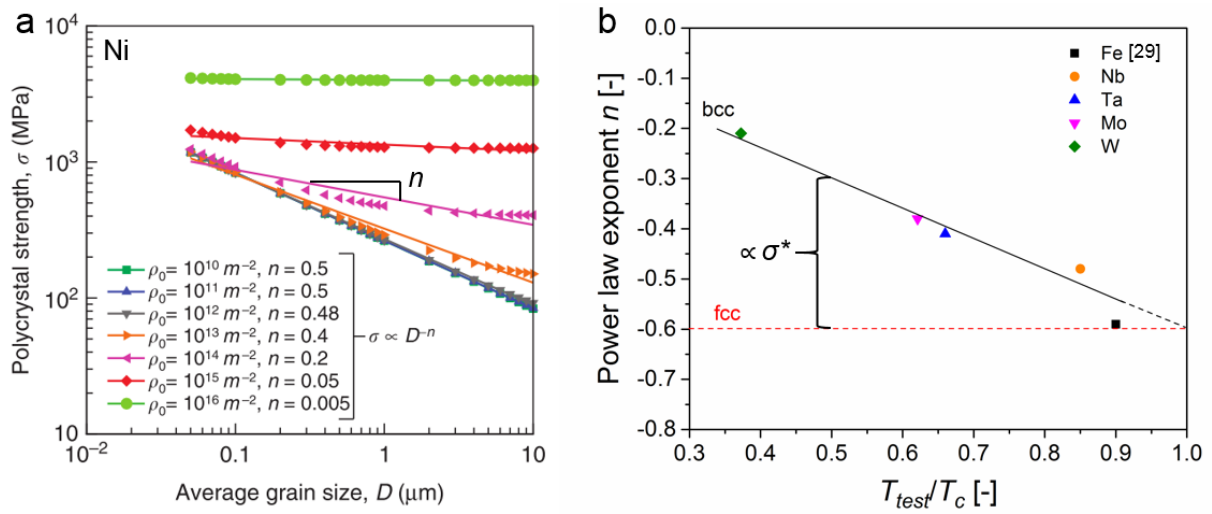 a
Ni
Polycrystal strength, σ (MPa)
10⁴
10³
10²
10
10⁻²
0.1
1
10
Average grain size, D (μm)
n
ρ₀= 10¹⁰ m⁻², n = 0.5
ρ₀= 10¹¹ m⁻², n = 0.5
ρ₀= 10¹² m⁻², n = 0.48
ρ₀= 10¹³ m⁻², n = 0.4
ρ₀= 10¹⁴ m⁻², n = 0.2
ρ₀= 10¹⁵ m⁻², n = 0.05
ρ₀= 10¹⁶ m⁻², n = 0.005
σ ∝ D⁻ⁿ
b
Power law exponent n [-]
0.0
-0.1
-0.2
-0.3
-0.4
-0.5
-0.6
-0.7
-0.8
bcc
∝ σ*
fcc
Fe [29]
Nb
Ta
Mo
W
0.3
0.4
0.5
0.6
0.7
0.8
0.9
1.0
T_test/T_c [-]